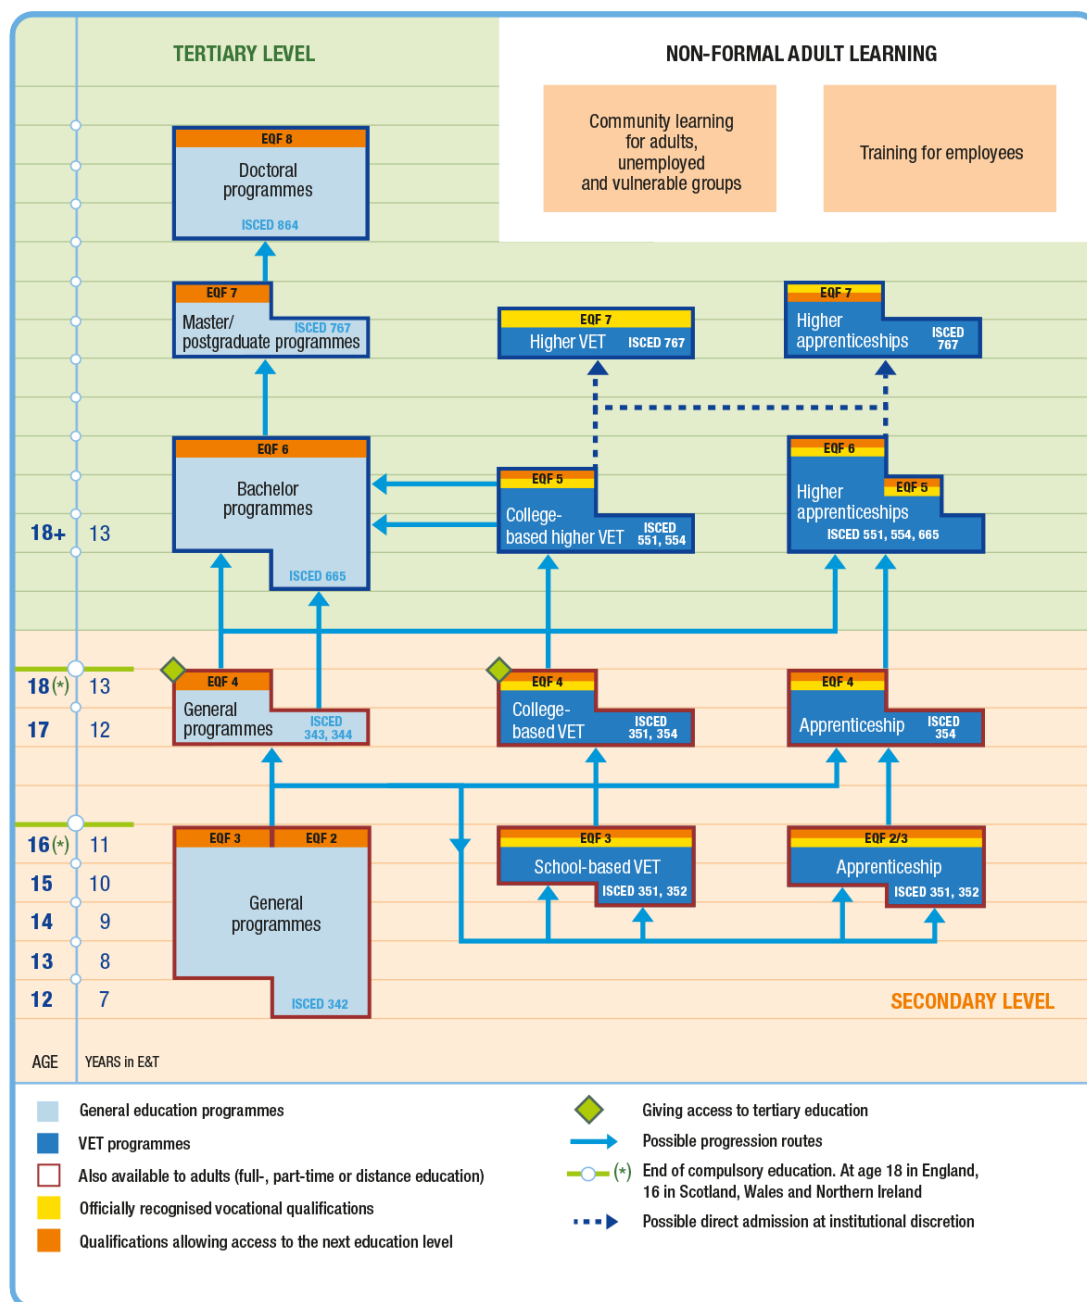 TERTIARY LEVEL
NON-FORMAL ADULT LEARNING
Community learning
for adults,
unemployed
and vulnerable groups
Training for employees
EQF 8
Doctoral
programmes
ISCED 864
EQF 7
Master/
postgraduate programmes
ISCED 767
EQF 7
Higher VET
ISCED 767
EQF 7
Higher
apprenticeships
ISCED
767
EQF 6
Bachelor
programmes
ISCED 665
EQF 5
College-
based higher VET
ISCED
551, 554
EQF 6
EQF 5
Higher
apprenticeships
ISCED 551, 554, 665
18+ 13
18 (*) 13
17 12
EQF 4
General
programmes
ISCED
343, 344
EQF 4
College-
based VET
ISCED
351, 354
EQF 4
Apprenticeship
ISCED
354
16 (*) 11
15 10
14 9
13 8
12 7
EQF 3
EQF 2
General
programmes
ISCED 342
EQF 3
School-based VET
ISCED 351, 352
EQF 2/3
Apprenticeship
ISCED 351, 352
SECONDARY LEVEL
AGE
YEARS in E&T
General education programmes
VET programmes
Also available to adults (full-, part-time or distance education)
Officially recognised vocational qualifications
Qualifications allowing access to the next education level
Giving access to tertiary education
Possible progression routes
(*) End of compulsory education. At age 18 in England,
16 in Scotland, Wales and Northern Ireland
Possible direct admission at institutional discretion